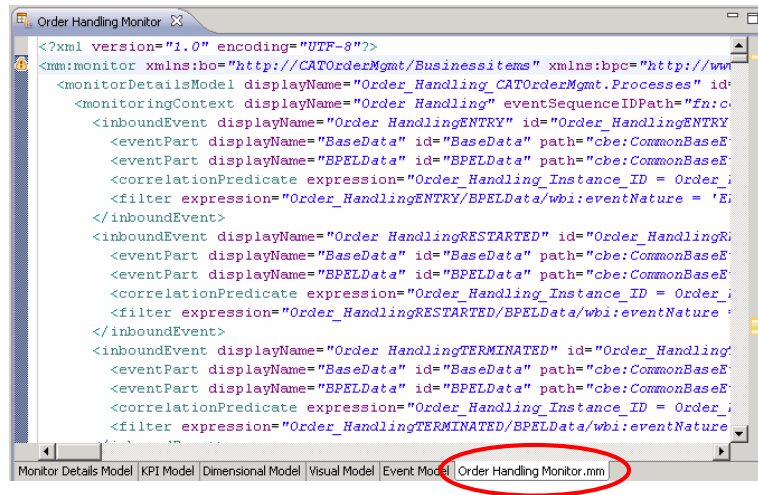 Order Handling Monitor
<?xml version="1.0" encoding="UTF-8"?>
<mm:monitor xmlns:bo="http://CATOrderMgmt/Businessitems" xmlns:bpc="http://www
<monitorDetailsModel displayName="Order_Handling_CATOrderMgmt.Processes" id=
<monitoringContext displayName="Order Handling" eventSequenceIDPath="fn:co
<inboundEvent displayName="Order HandlingENTRY" id="Order_HandlingENTRY
<eventPart displayName="BaseData" id="BaseData" path="cbe:CommonBaseE
<eventPart displayName="BPELData" id="BPELData" path="cbe:CommonBaseE
<correlationPredicate expression="Order_Handling_Instance_ID = Order_
<filter expression="Order_HandlingENTRY/BPELData/wbi:eventNature = 'E
</inboundEvent>
<inboundEvent displayName="Order HandlingRESTARTED" id="Order_HandlingR
<eventPart displayName="BaseData" id="BaseData" path="cbe:CommonBaseE
<eventPart displayName="BPELData" id="BPELData" path="cbe:CommonBaseE
<correlationPredicate expression="Order_Handling_Instance_ID = Order_
<filter expression="Order_HandlingRESTARTED/BPELData/wbi:eventNature =
</inboundEvent>
<inboundEvent displayName="Order HandlingTERMINATED" id="Order_Handling
<eventPart displayName="BaseData" id="BaseData" path="cbe:CommonBaseE
<eventPart displayName="BPELData" id="BPELData" path="cbe:CommonBaseE
<correlationPredicate expression="Order_Handling_Instance_ID = Order_
<filter expression="Order_HandlingTERMINATED/BPELData/wbi:eventNature
Monitor Details Model KPI Model Dimensional Model Visual Model Event Model Order Handling Monitor.mm